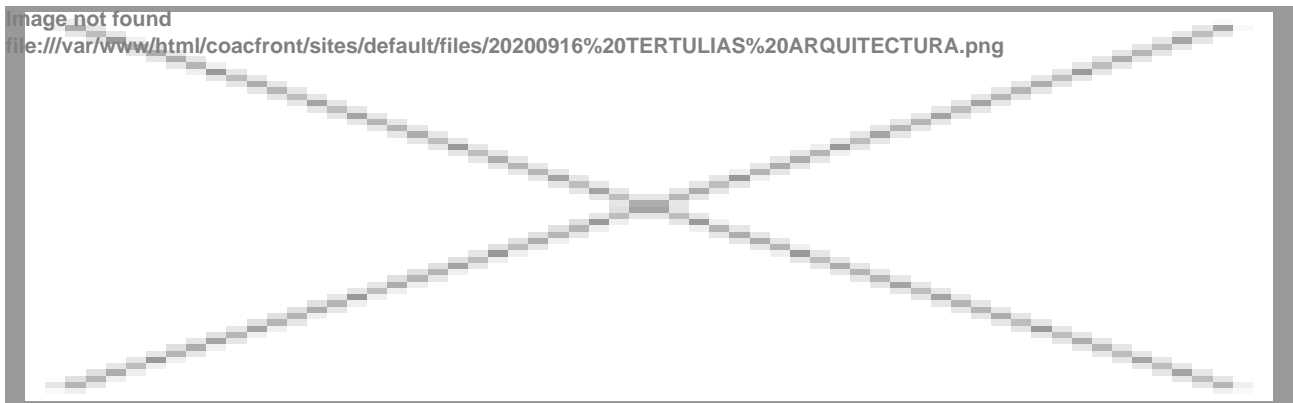 Image not found
file:///var/www/html/coacfront/sites/default/files/20200916%20TERTULIAS%20ARQUITECTURA.png